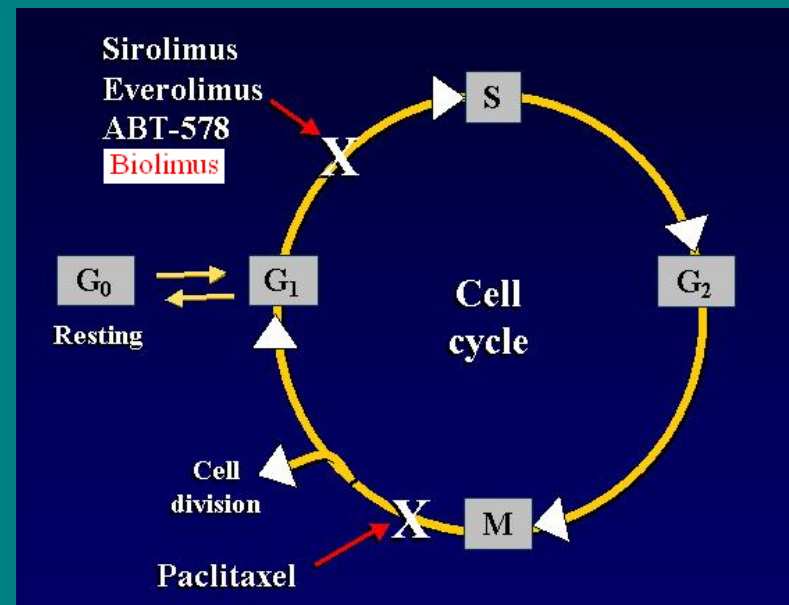 Sirolimus
Everolimus
ABT-578
Biolimus
X
S
G₀
G₁
G₂
Resting
Cell
cycle
Cell
division
X
M
Paclitaxel